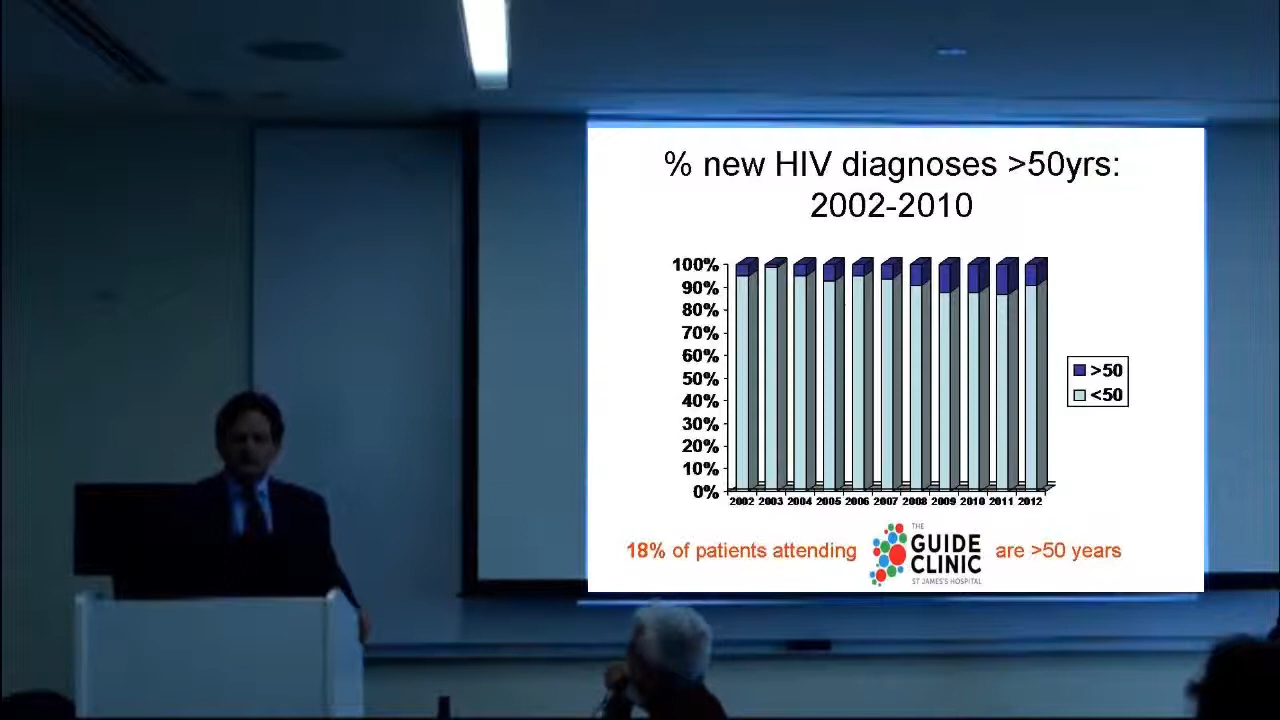 % new HIV diagnoses >50yrs:
2002-2010
100%
90%
80%
70%
60%
50%
40%
30%
20%
10%
0%
2002 2003 2004 2005 2006 2007 2008 2009 2010 2011 2012
>50
<50
18% of patients attending
THE
GUIDE
CLINIC
ST JAMES'S HOSPITAL
are >50 years